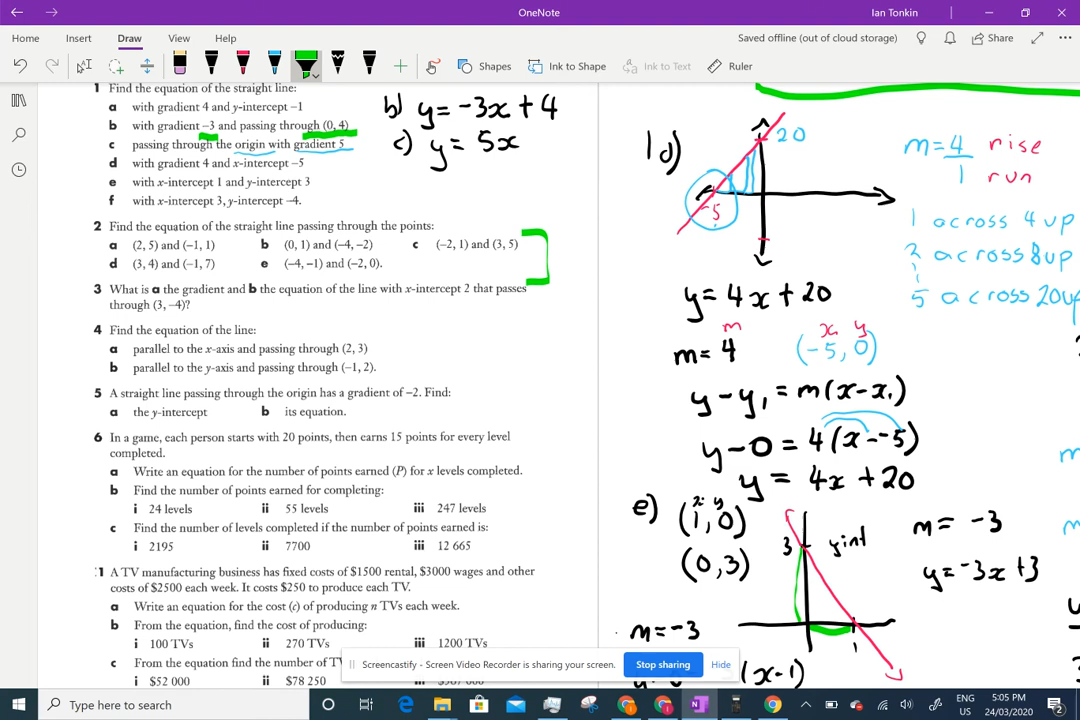 OneNote
Ian Tonkin
Home Insert Draw View Help
Saved offline (out of cloud storage)
Share
Shapes
Ink to Shape
Ink to Text
Ruler
1 Find the equation of the straight line:
a with gradient 4 and y-intercept −1
b with gradient −3 and passing through (0, 4)
c passing through the origin with gradient 5
d with gradient 4 and x-intercept −5
e with x-intercept 1 and y-intercept 3
f with x-intercept 3, y-intercept −4.
2 Find the equation of the straight line passing through the points:
a (2, 5) and (−1, 1) b (0, 1) and (−4, −2) c (−2, 1) and (3, 5)
d (3, 4) and (−1, 7) e (−4, −1) and (−2, 0).
3 What is a the gradient and b the equation of the line with x-intercept 2 that passes
through (3, −4)?
4 Find the equation of the line:
a parallel to the x-axis and passing through (2, 3)
b parallel to the y-axis and passing through (−1, 2).
5 A straight line passing through the origin has a gradient of −2. Find:
a the y-intercept b its equation.
6 In a game, each person starts with 20 points, then earns 15 points for every level
completed.
a Write an equation for the number of points earned (P) for x levels completed.
b Find the number of points earned for completing:
i 24 levels ii 55 levels iii 247 levels
c Find the number of levels completed if the number of points earned is:
i 2195 ii 7700 iii 12 665
1 A TV manufacturing business has fixed costs of $1500 rental, $3000 wages and other
costs of $2500 each week. It costs $250 to produce each TV.
a Write an equation for the cost (c) of producing n TVs each week.
b From the equation, find the cost of producing:
i 100 TVs ii 270 TVs iii 1200 TVs
c From the equation find the number of
i $52 000 ii $78 250
b) y = -3x + 4
c) y = 5x
1d)
20
-5
m = 4/1 rise
run
1 across 4 up
2 across 8 up
5 across 20 up
y = 4x + 20
m x y
m = 4 (-5, 0)
y - y₁ = m(x - x₁)
y - 0 = 4(x - -5)
y = 4x + 20
e) x y
(1, 0)
(0, 3)
3 yint
1
m = -3
y = -3x + 3
m = -3
(x-1)
Screencastify - Screen Video Recorder is sharing your screen.
Stop sharing
Hide
Type here to search
ENG
US
5:05 PM
24/03/2020
2